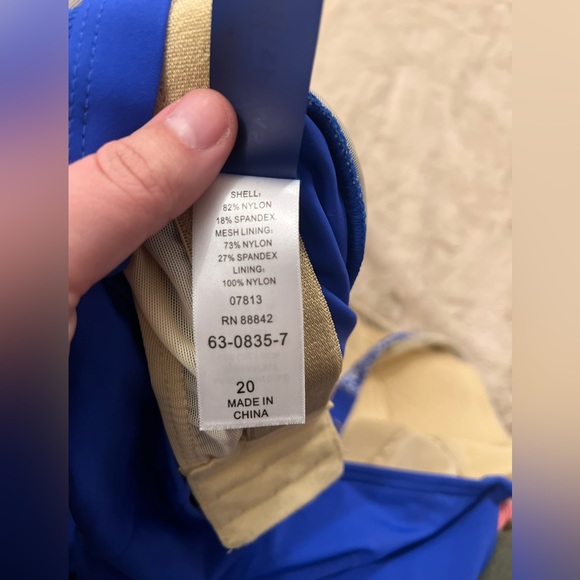 SHELL:
82% NYLON
18% SPANDEX
MESH LINING:
73% NYLON
27% SPANDEX
LINING:
100% NYLON
07813
RN 88842
63-0835-7
20
MADE IN
CHINA